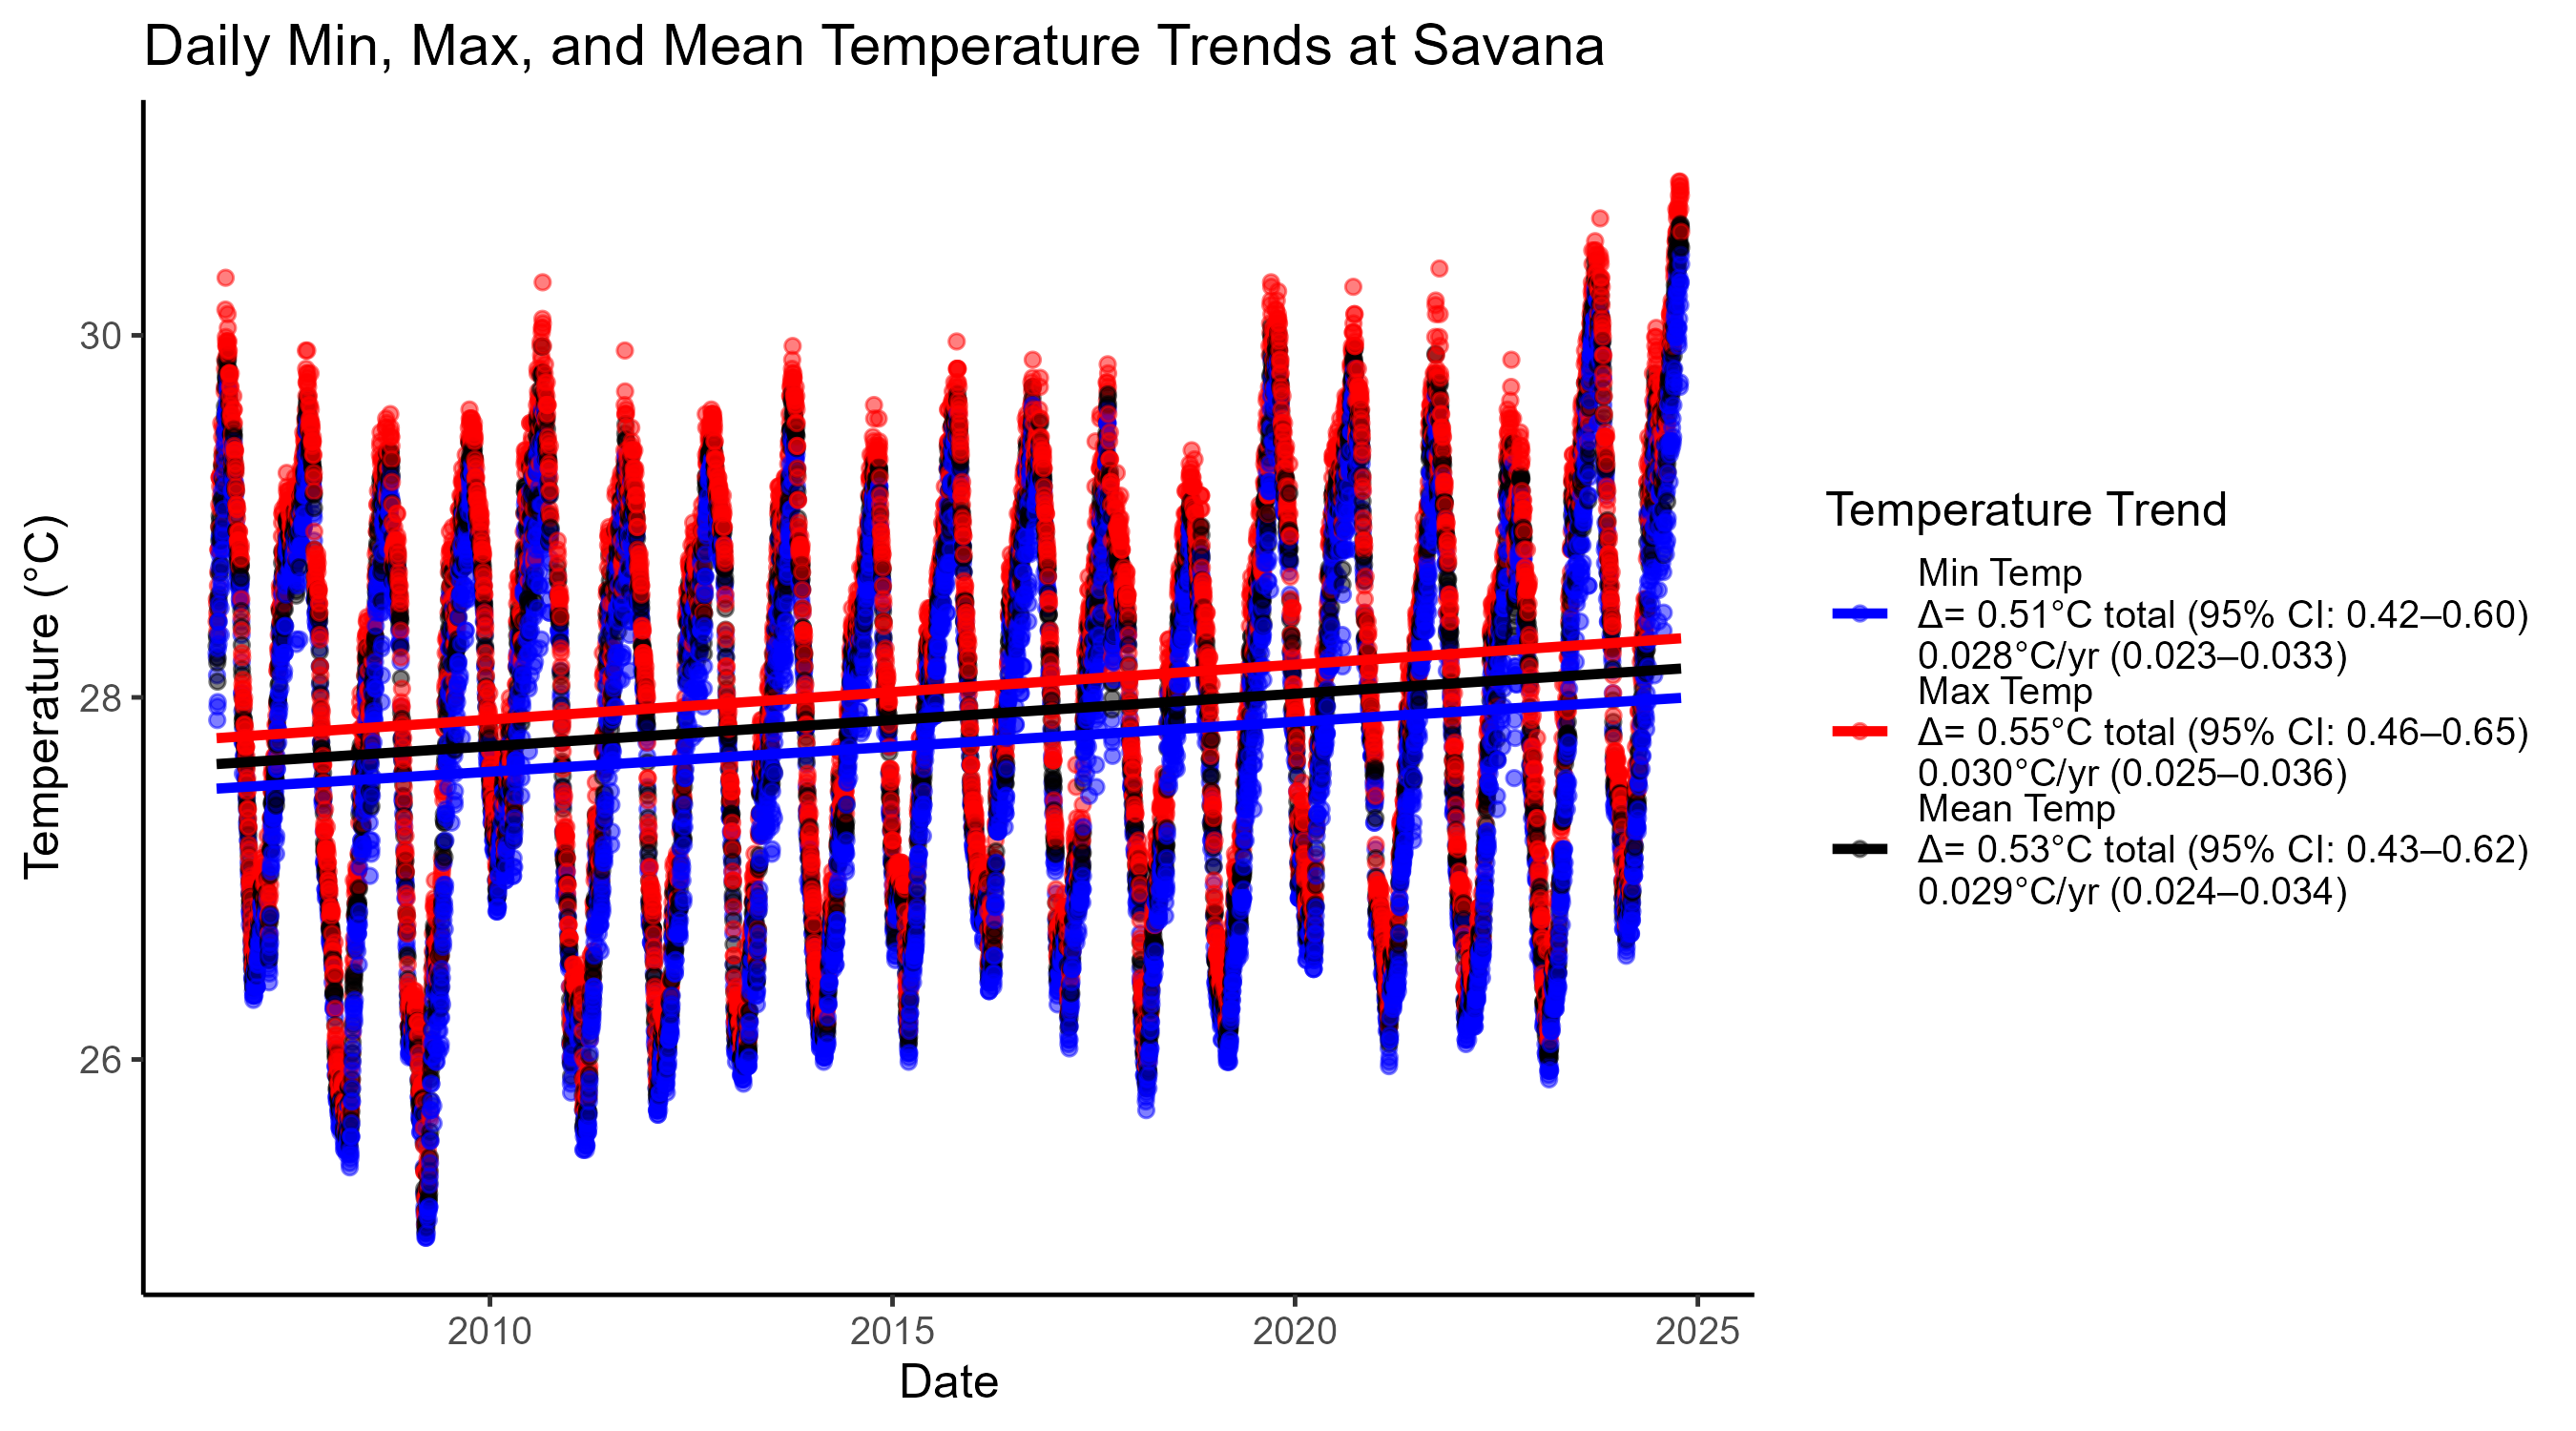 Daily Min, Max, and Mean Temperature Trends at Savana
Temperature (°C)
30
28
26
2010
2015
2020
2025
Date
Temperature Trend
Min Temp
Δ= 0.51°C total (95% CI: 0.42–0.60)
0.028°C/yr (0.023–0.033)
Max Temp
Δ= 0.55°C total (95% CI: 0.46–0.65)
0.030°C/yr (0.025–0.036)
Mean Temp
Δ= 0.53°C total (95% CI: 0.43–0.62)
0.029°C/yr (0.024–0.034)